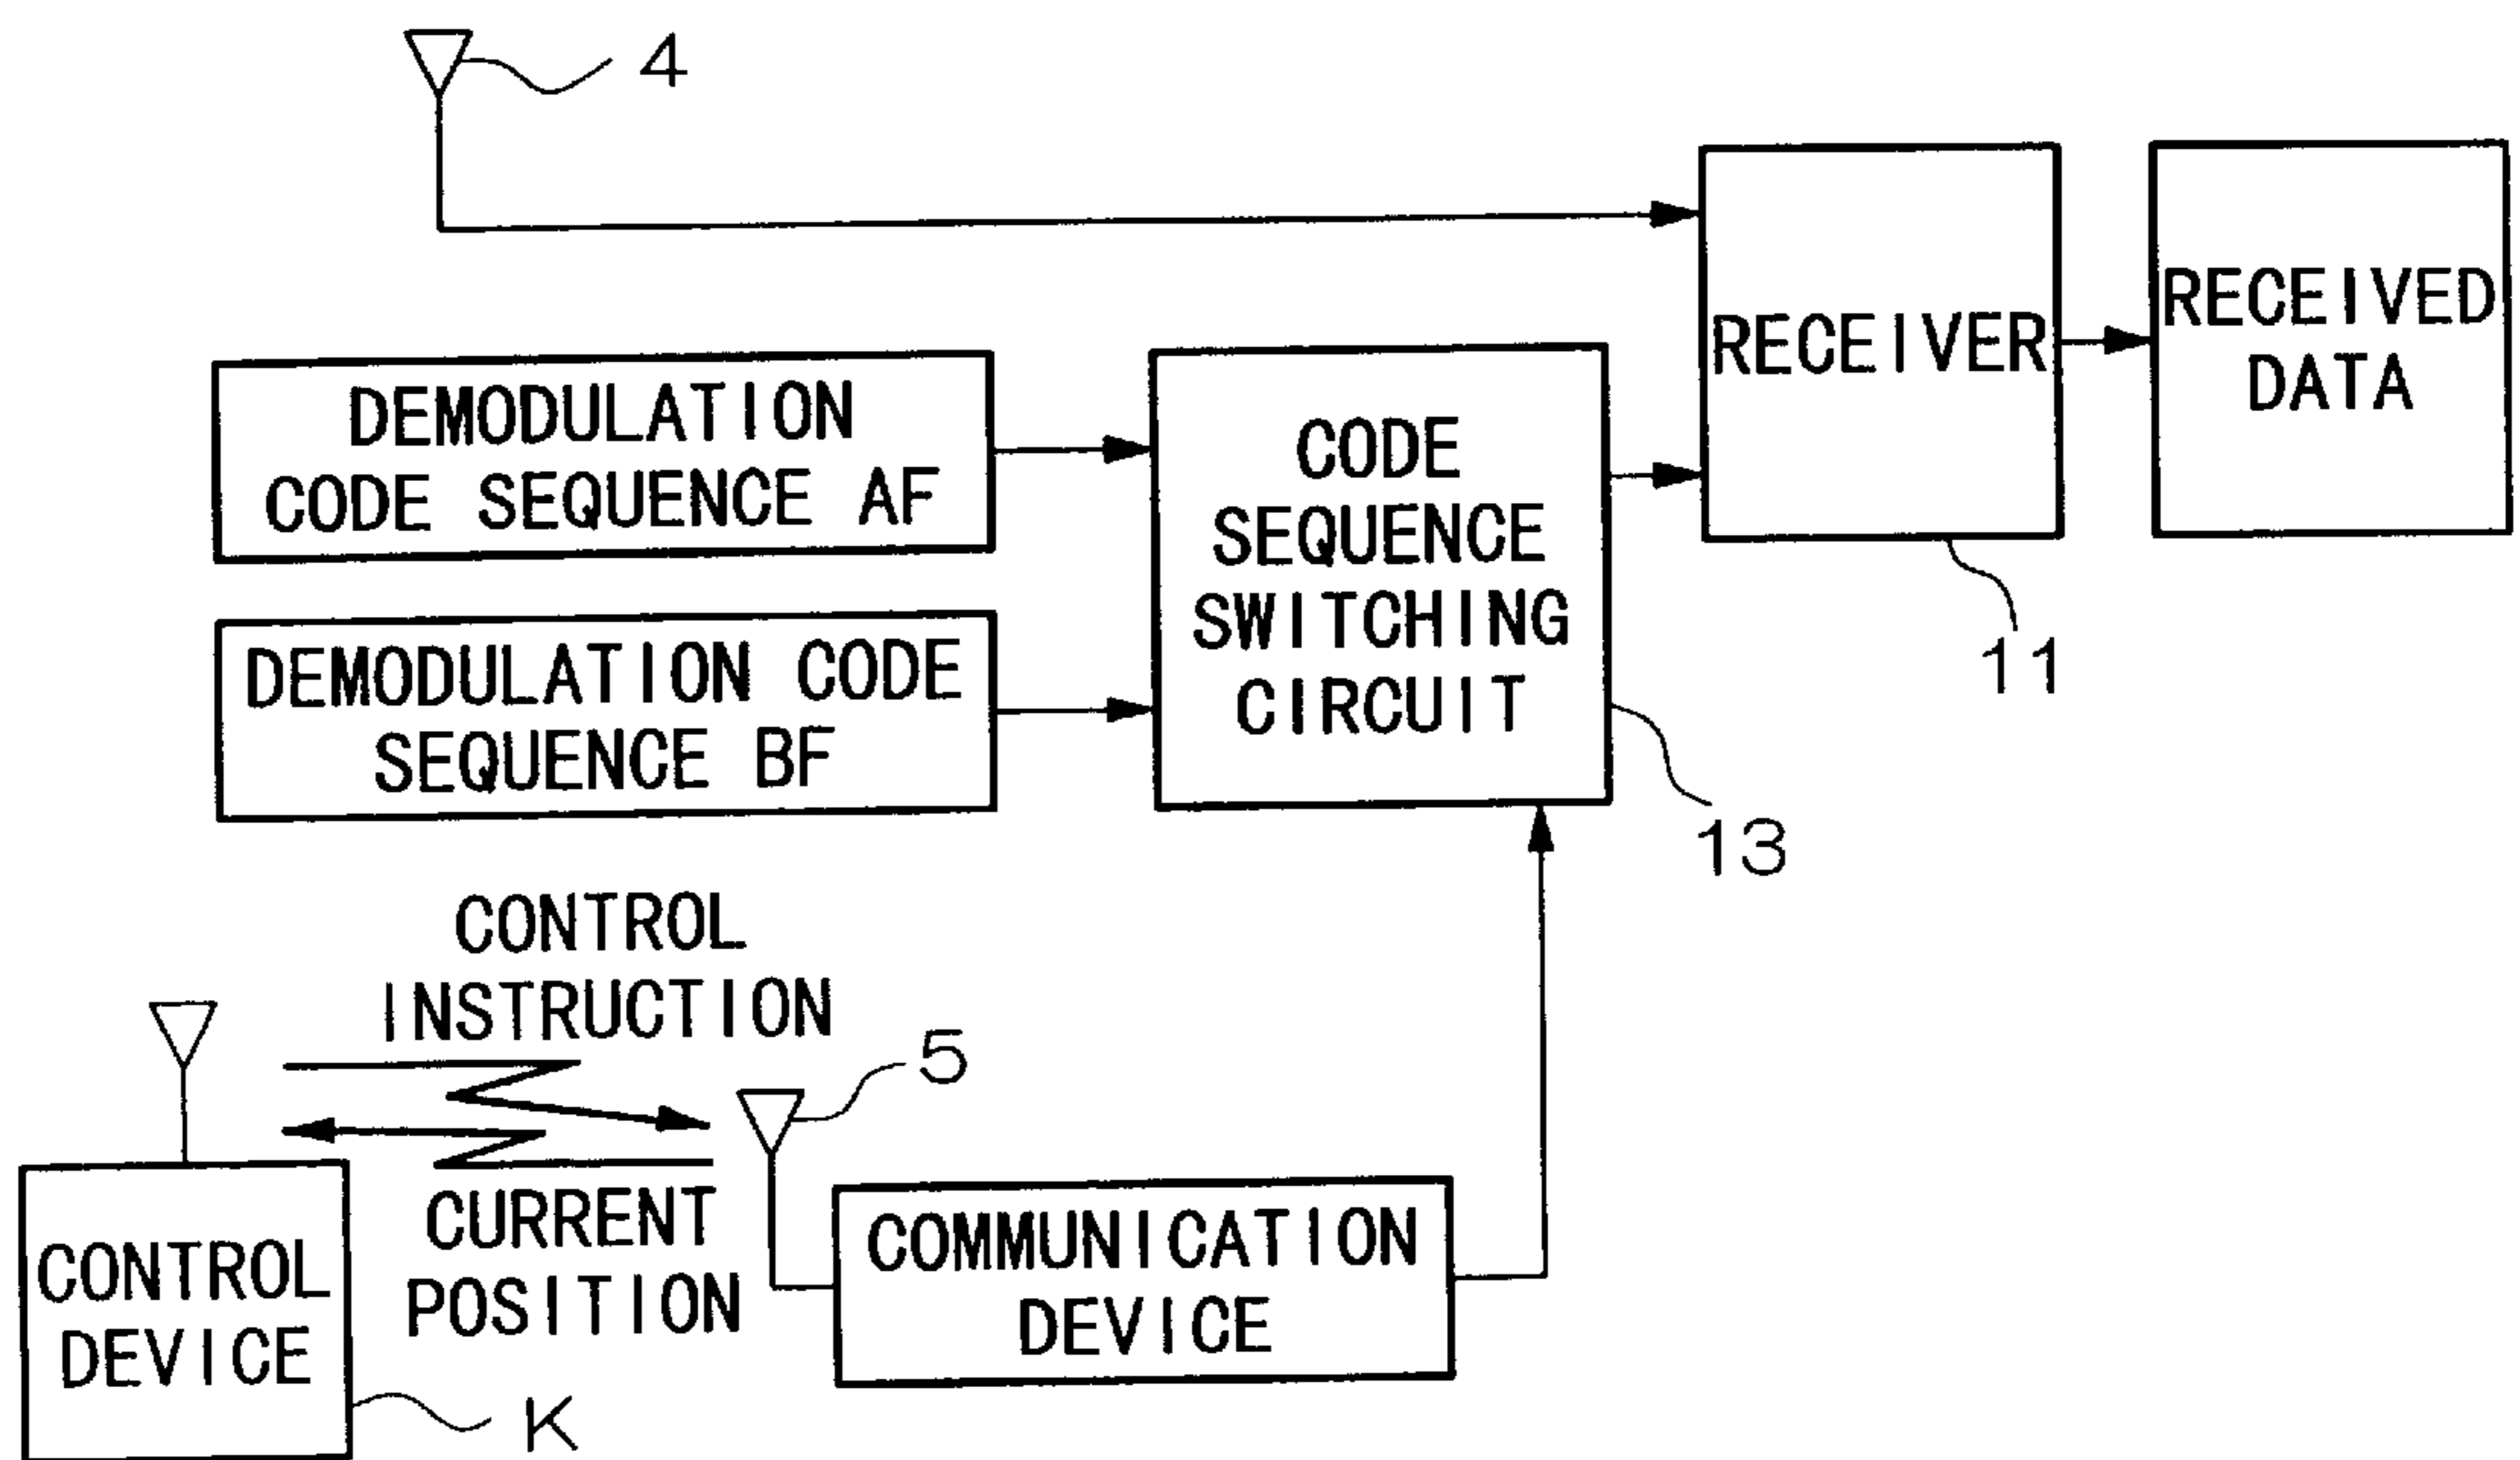 4
RECEIVER
RECEIVED
DATA
11
DEMODULATION
CODE SEQUENCE AF
DEMODULATION CODE
SEQUENCE BF
CODE
SEQUENCE
SWITCHING
CIRCUIT
13
CONTROL
INSTRUCTION
5
CURRENT
POSITION
CONTROL
DEVICE
K
COMMUNICATION
DEVICE